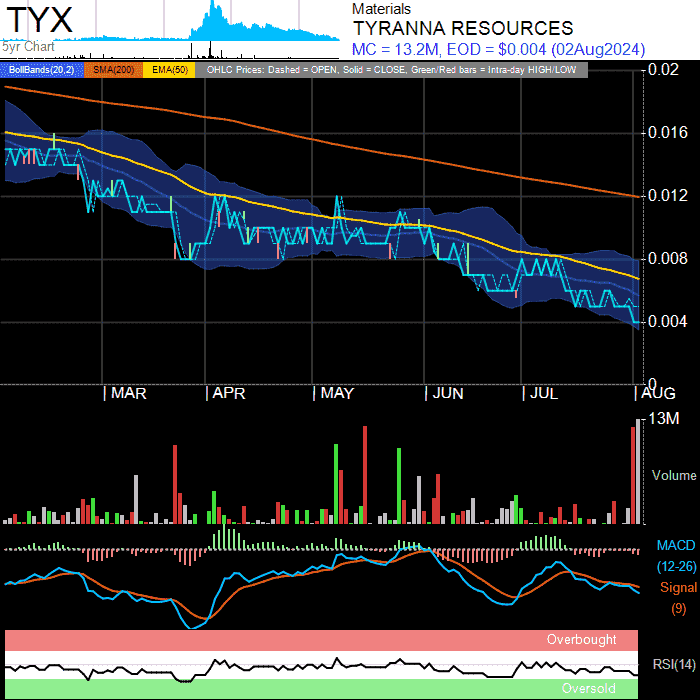 TYX
5yr Chart
Materials
TYRANNA RESOURCES
MC = 13.2M, EOD = $0.004 (02Aug2024)
BollBands(20,2) SMA(200) EMA(50) OHLC Prices: Dashed = OPEN, Solid = CLOSE, Green/Red bars = Intra-day HIGH/LOW
0.02
0.016
0.012
0.008
0.004
0
MAR APR MAY JUN JUL AUG
13M
Volume
MACD
(12-26)
Signal
(9)
Overbought
RSI(14)
Oversold